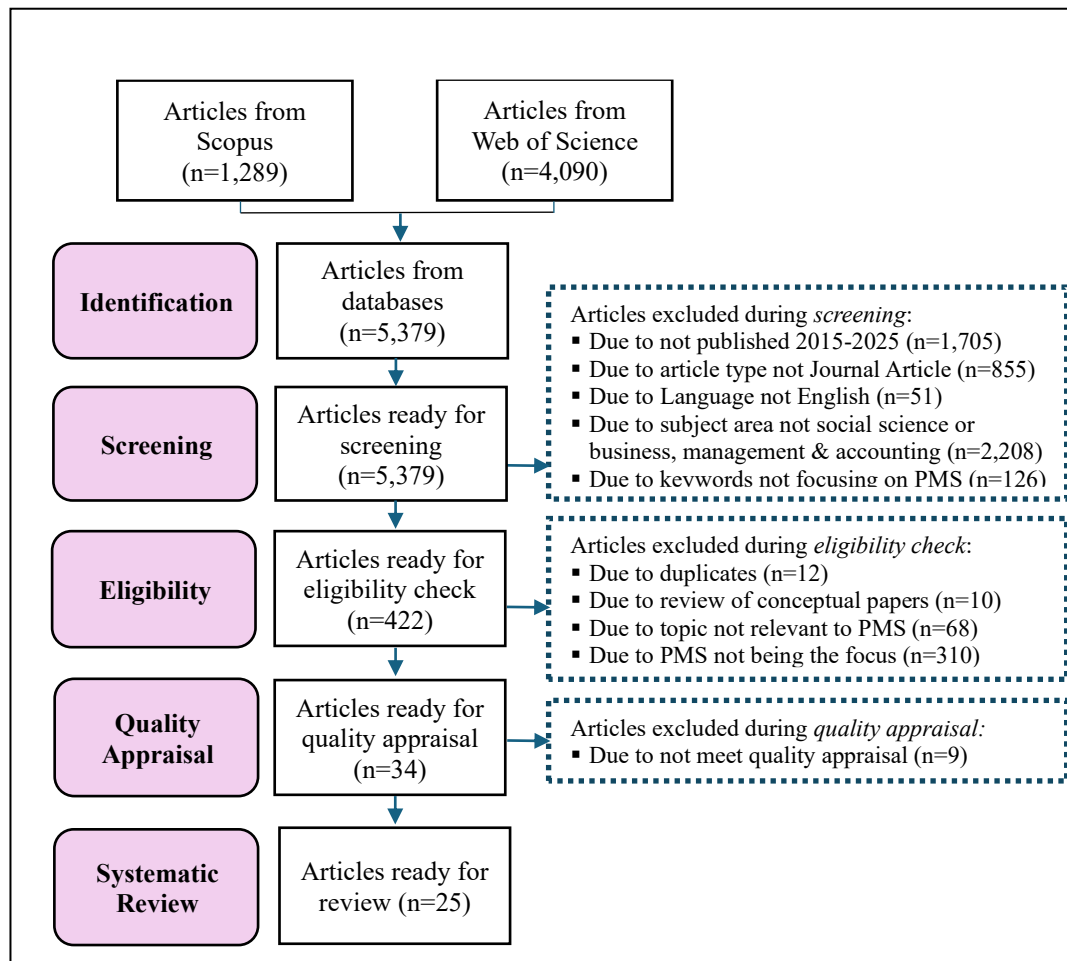 Articles from
Scopus
(n=1,289)
Articles from
Web of Science
(n=4,090)
Identification
Articles from
databases
(n=5,379)
Screening
Articles ready for
screening
(n=5,379)
Articles excluded during screening:
▪ Due to not published 2015-2025 (n=1,705)
▪ Due to article type not Journal Article (n=855)
▪ Due to Language not English (n=51)
▪ Due to subject area not social science or
business, management & accounting (n=2,208)
▪ Due to keywords not focusing on PMS (n=126)
Eligibility
Articles ready for
eligibility check
(n=422)
Articles excluded during eligibility check:
▪ Due to duplicates (n=12)
▪ Due to review of conceptual papers (n=10)
▪ Due to topic not relevant to PMS (n=68)
▪ Due to PMS not being the focus (n=310)
Quality
Appraisal
Articles ready for
quality appraisal
(n=34)
Articles excluded during quality appraisal:
▪ Due to not meet quality appraisal (n=9)
Systematic
Review
Articles ready for
review (n=25)